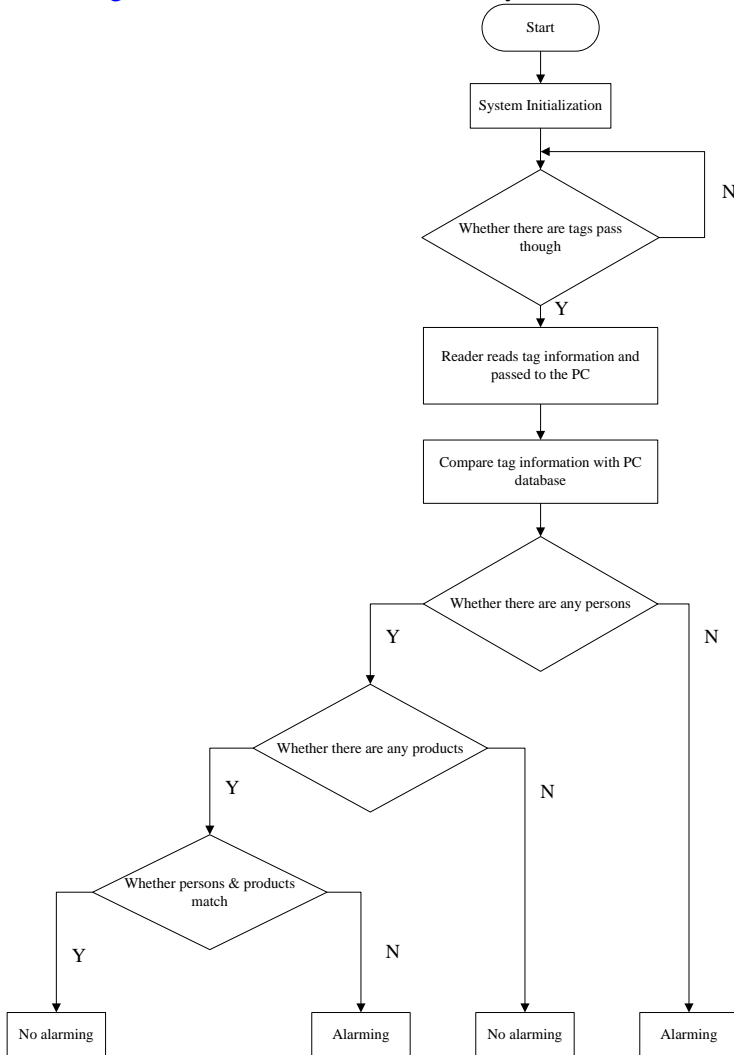 Start
System Initialization
N
Whether there are tags pass
though
Y
Reader reads tag information and
passed to the PC
Compare tag information with PC
database
Whether there are any persons
Y
N
Whether there are any products
Y
N
Whether persons & products
match
Y
N
No alarming
Alarming
No alarming
Alarming